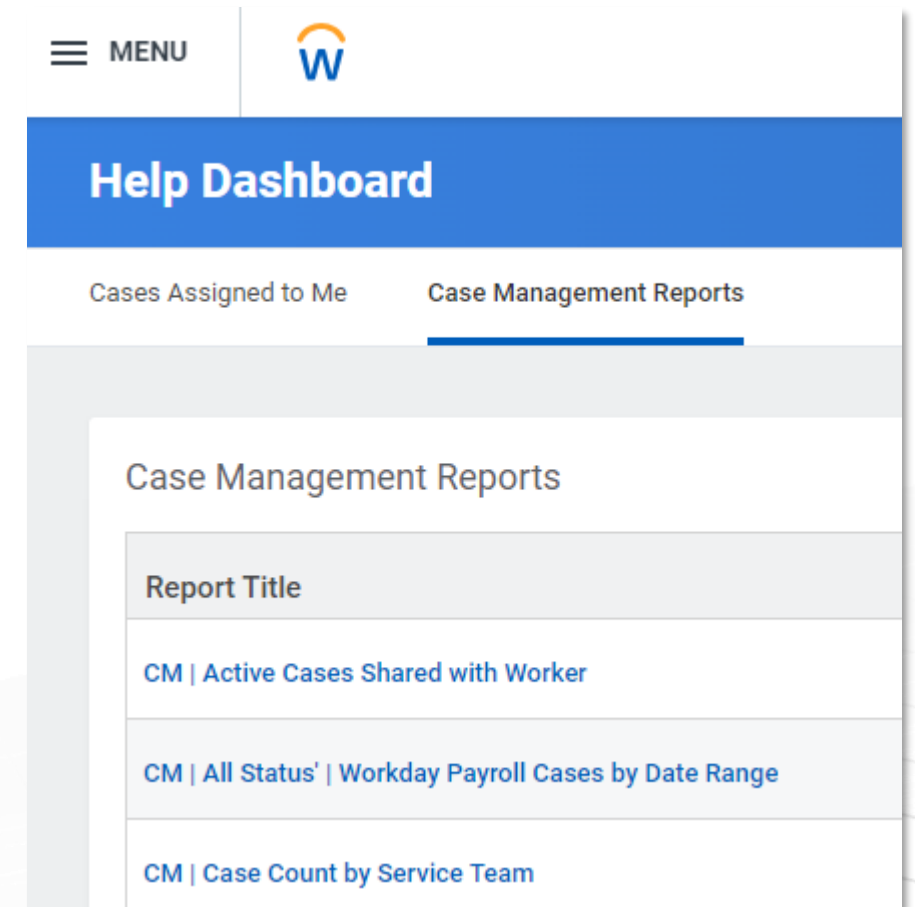 MENU
Help Dashboard
Cases Assigned to Me Case Management Reports
Case Management Reports
Report Title
CM | Active Cases Shared with Worker
CM | All Status' | Workday Payroll Cases by Date Range
CM | Case Count by Service Team